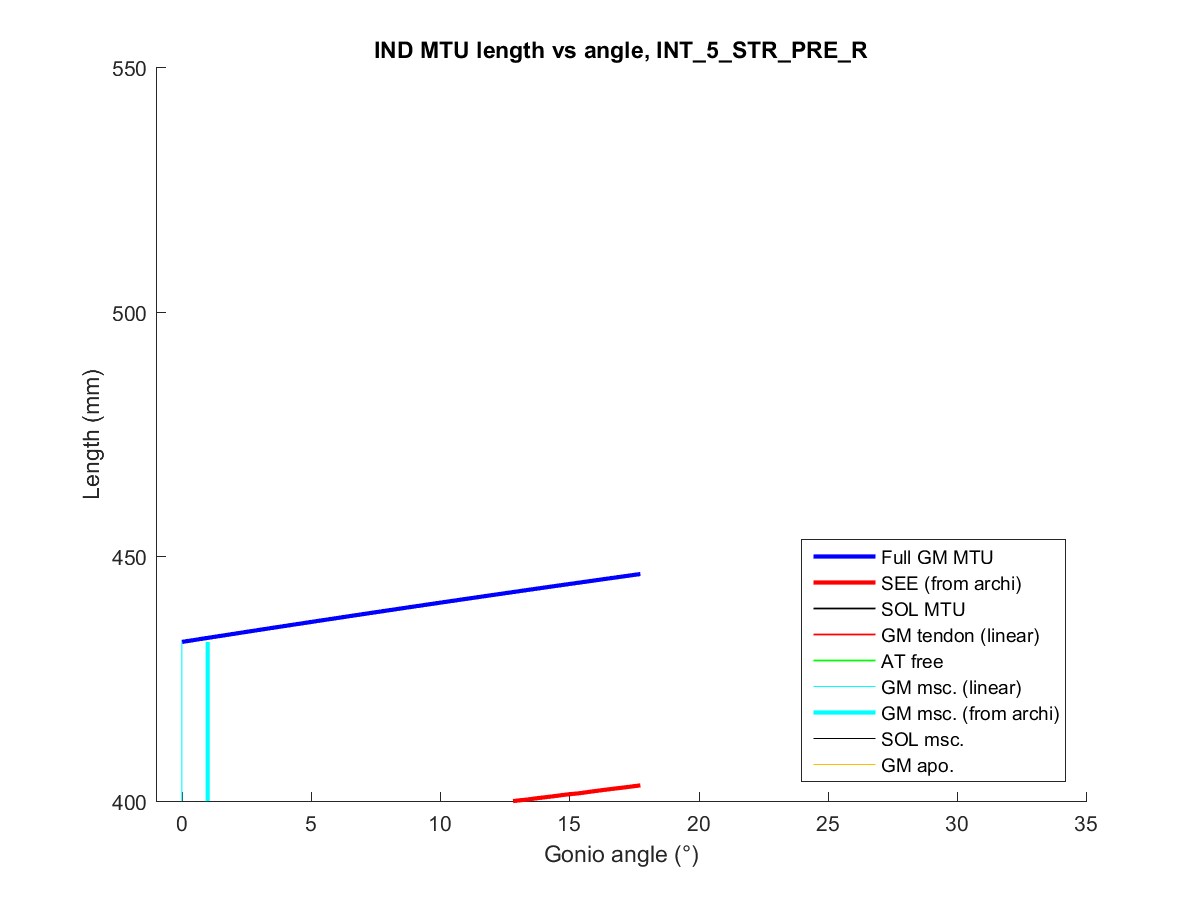 IND MTU length vs angle, INT_5_STR_PRE_R
550
500
450
400
Length (mm)
0 5 10 15 20 25 30 35
Gonio angle (°)
Full GM MTU
SEE (from archi)
SOL MTU
GM tendon (linear)
AT free
GM msc. (linear)
GM msc. (from archi)
SOL msc.
GM apo.